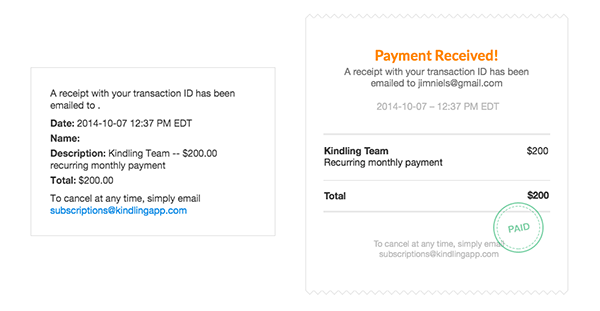 A receipt with your transaction ID has been
emailed to .
Date: 2014-10-07 12:37 PM EDT
Name:
Description: Kindling Team -- $200.00
recurring monthly payment
Total: $200.00
To cancel at any time, simply email
subscriptions@kindlingapp.com
Payment Received!
A receipt with your transaction ID has been
emailed to jimniels@gmail.com
2014-10-07 – 12:37 PM EDT
Kindling Team $200
Recurring monthly payment
Total $200
PAID
To cancel at any time, simply email
subscriptions@kindlingapp.com